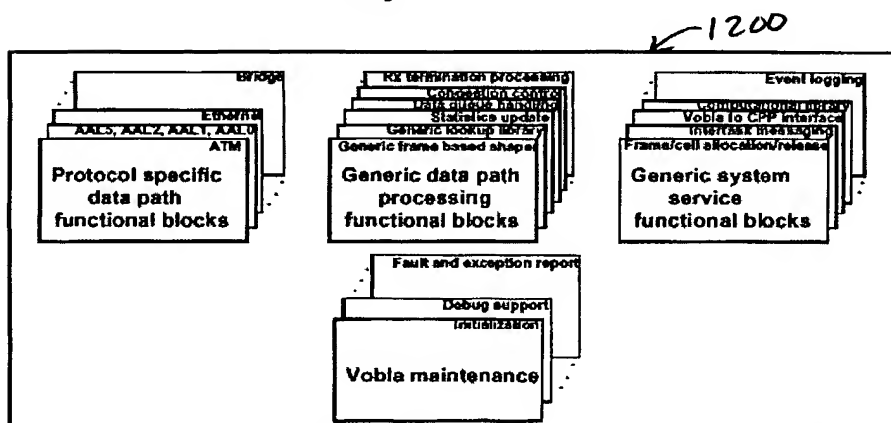 1200
Bridge
Ethernet
AAL5, AAL2, AAL1, AAL0
ATM
Protocol specific
data path
functional blocks
Rx termination processing
Congestion control
Data queue handling
Statistics update
Generic lookup library
Generic frame based shaper
Generic data path
processing
functional blocks
Event logging
Computational library
Vobla to CPP interface
Intertask messaging
Frame/cell allocation/release
Generic system
service
functional blocks
Fault and exception report
Debug support
Initialization
Vobla maintenance